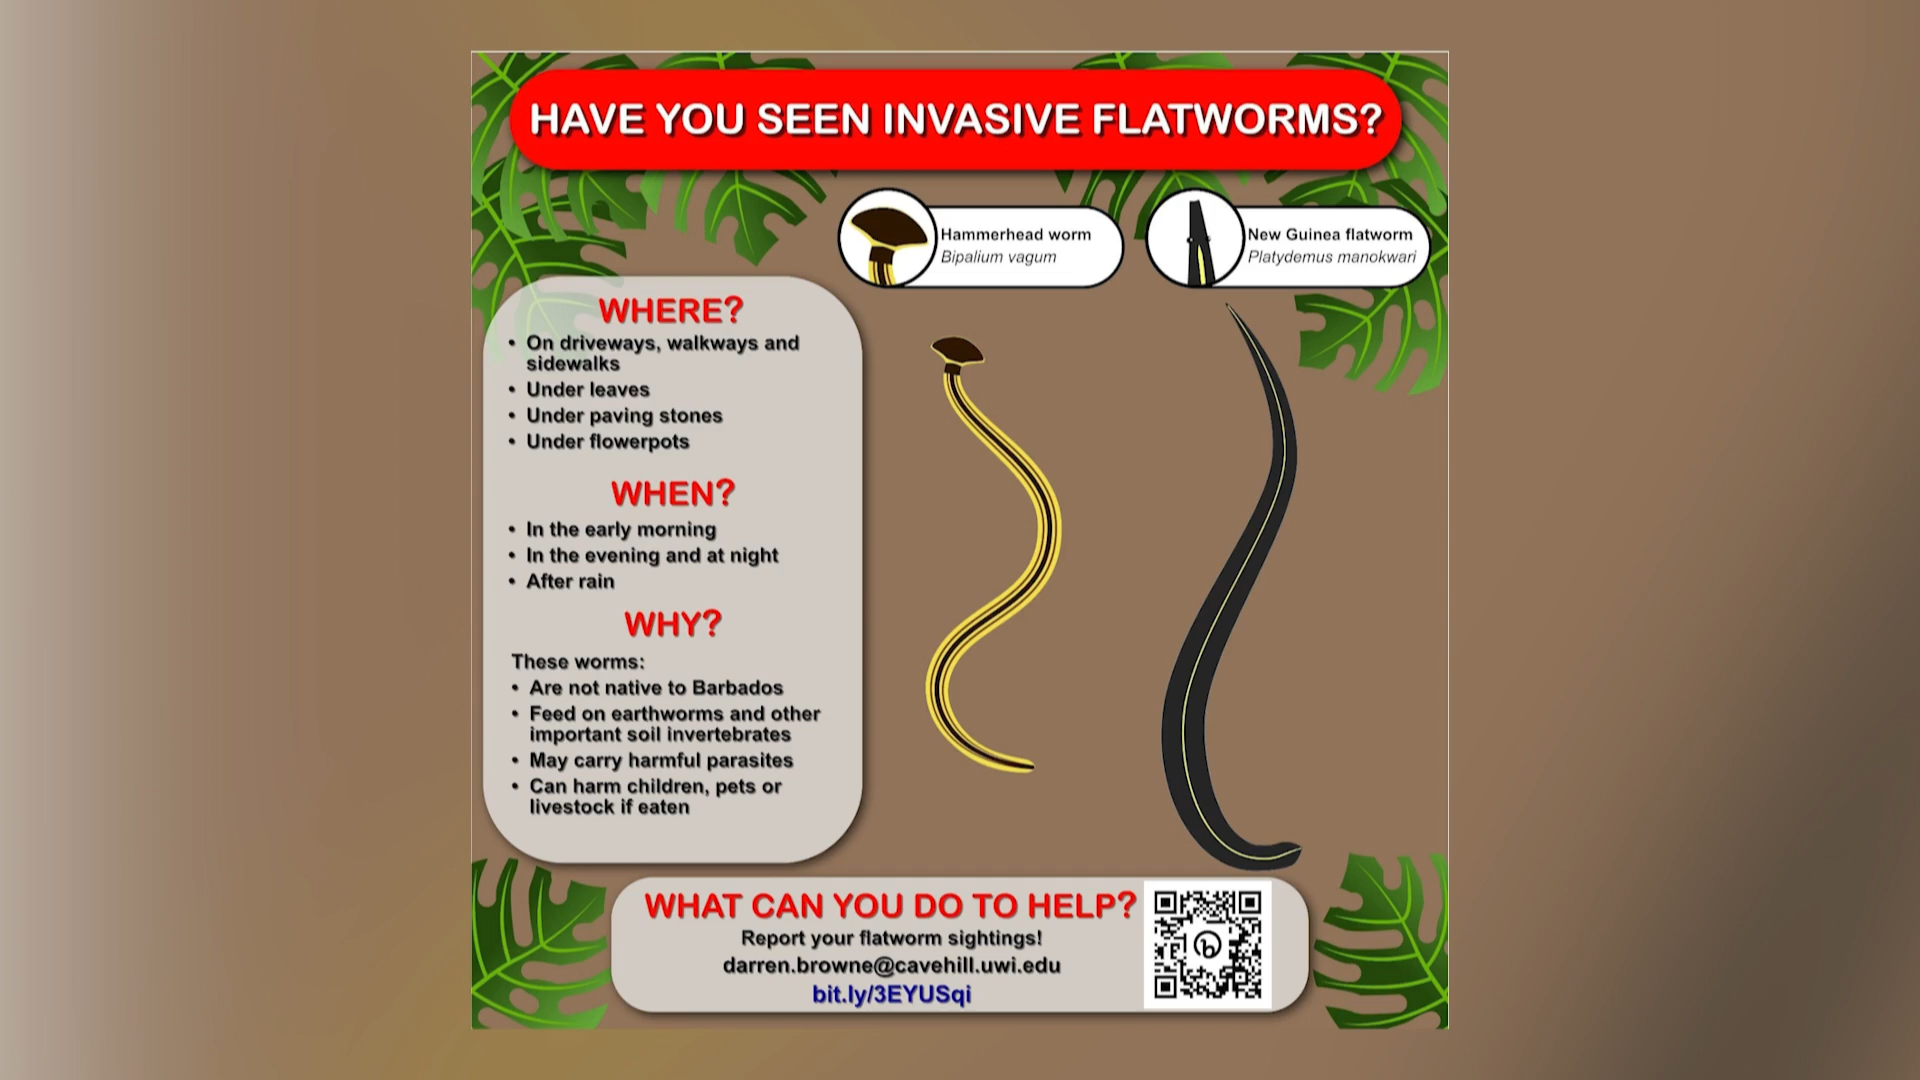 HAVE YOU SEEN INVASIVE FLATWORMS?
Hammerhead worm
Bipalium vagum
New Guinea flatworm
Platydemus manokwari
WHERE?
• On driveways, walkways and
sidewalks
• Under leaves
• Under paving stones
• Under flowerpots
WHEN?
• In the early morning
• In the evening and at night
• After rain
WHY?
These worms:
• Are not native to Barbados
• Feed on earthworms and other
important soil invertebrates
• May carry harmful parasites
• Can harm children, pets or
livestock if eaten
WHAT CAN YOU DO TO HELP?
Report your flatworm sightings!
darren.browne@cavehill.uwi.edu
bit.ly/3EYUSqi